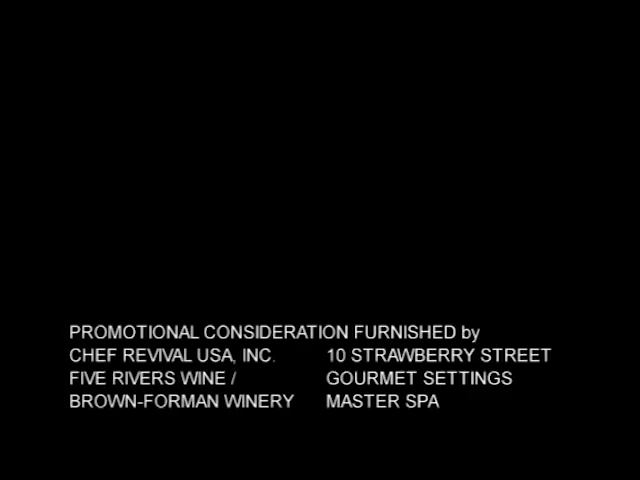 PROMOTIONAL CONSIDERATION FURNISHED by
CHEF REVIVAL USA, INC. 10 STRAWBERRY STREET
FIVE RIVERS WINE / GOURMET SETTINGS
BROWN-FORMAN WINERY MASTER SPA